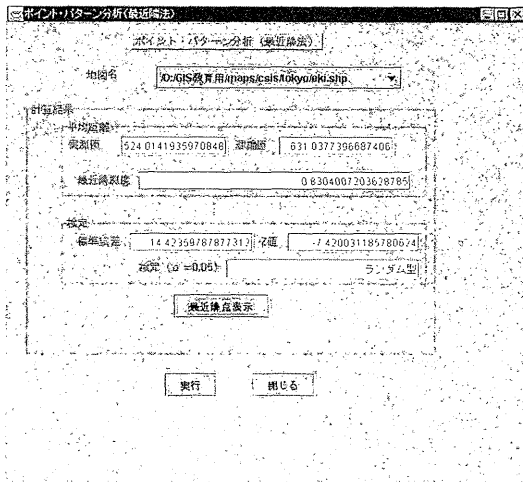 ポイント・パターン分析(最近隣法)
ポイント・パターン分析(最近隣法)
地図名 /D:/GIS教育用/maps/csis/tokyo/eki.shp
計算結果
平均距離
実測値 524.0141935970848 期待値 631.0377396687406
最近隣測度 0.8304007203628785
検定
標準偏差 14.42359787877312 Z値 -7.420031185780624
検定(α=0.05) ランダム型
最近隣点表示
実行 閉じる